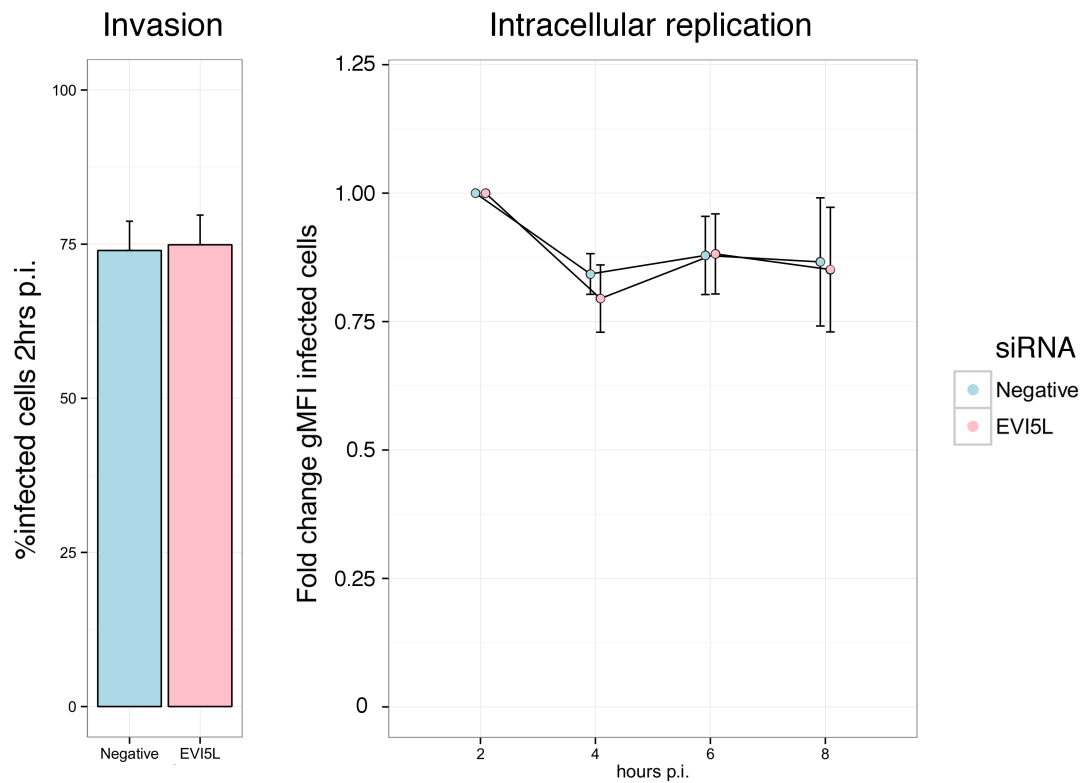 Invasion
%infected cells 2hrs p.i.
100
75
50
25
0
Negative EVI5L
Intracellular replication
Fold change gMFI infected cells
1.25
1.00
0.75
0.5
0.25
0
2 4 6 8
hours p.i.
siRNA
Negative
EVI5L